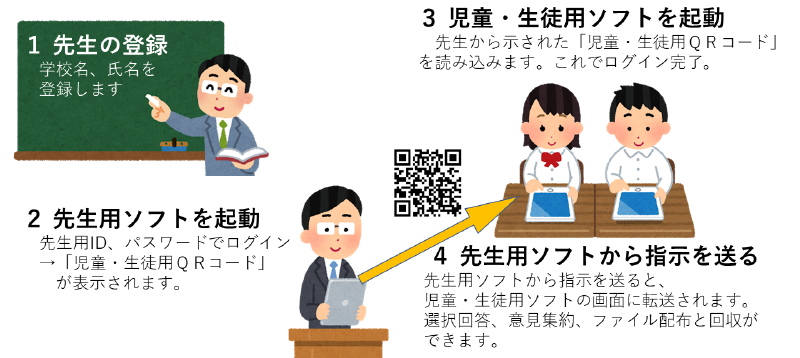 1 先生の登録
学校名、氏名を
登録します
2 先生用ソフトを起動
先生用ID、パスワードでログイン
→「児童・生徒用ＱＲコード」
が表示されます。
3 児童・生徒用ソフトを起動
先生から示された「児童・生徒用ＱＲコード」
を読み込みます。これでログイン完了。
4 先生用ソフトから指示を送る
先生用ソフトから指示を送ると、
児童・生徒用ソフトの画面に転送されます。
選択回答、意見集約、ファイル配布と回収が
できます。